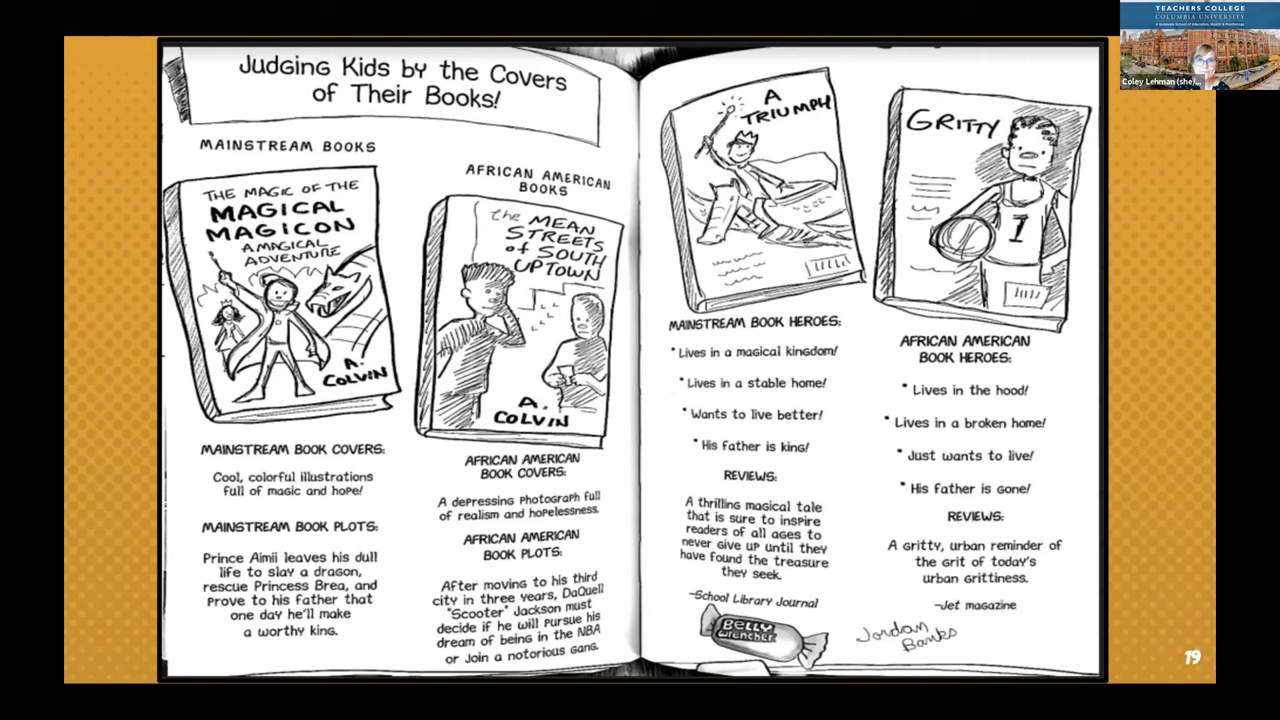 TEACHERS COLLEGE
COLUMBIA UNIVERSITY
A Graduate School of Education, Health & Psychology
Coley Lehman (she/...
Judging Kids by the Covers
of Their Books!
MAINSTREAM BOOKS
THE MAGIC OF THE
MAGICAL
MAGICON
A MAGICAL
ADVENTURE
A.
COLVIN
MAINSTREAM BOOK COVERS:
Cool, colorful illustrations
full of magic and hope!
MAINSTREAM BOOK PLOTS:
Prince Aimii leaves his dull
life to slay a dragon,
rescue Princess Brea, and
prove to his father that
one day he'll make
a worthy king.
AFRICAN AMERICAN
BOOKS
the MEAN
STREETS
of SOUTH
UPTOWN
A.
COLVIN
AFRICAN AMERICAN
BOOK COVERS:
A depressing photograph full
of realism and hopelessness.
AFRICAN AMERICAN
BOOK PLOTS:
After moving to his third
city in three years, DaQuell
"Scooter" Jackson must
decide if he will pursue his
dream of being in the NBA
or join a notorious gang.
A
TRIUMPH
MAINSTREAM BOOK HEROES:
* Lives in a magical kingdom!
* Lives in a stable home!
* Wants to live better!
* His father is king!
REVIEWS:
A thrilling magical tale
that is sure to inspire
readers of all ages to
never give up until they
have found the treasure
they seek.
-School Library Journal
BELLY
WRENCHER
GRITTY
1
AFRICAN AMERICAN
BOOK HEROES:
* Lives in the hood!
* Lives in a broken home!
* Just wants to live!
* His father is gone!
REVIEWS:
A gritty, urban reminder of
the grit of today's
urban grittiness.
-Jet magazine
Jordan
Banks
19